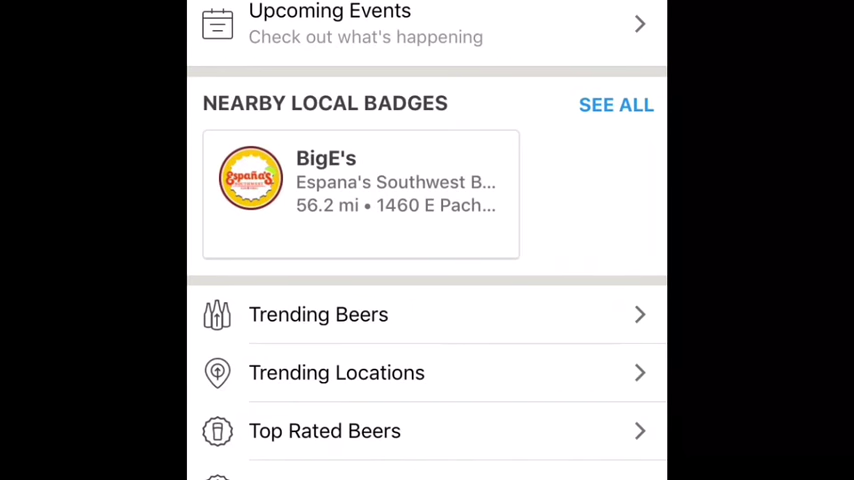 Upcoming Events
Check out what's happening
NEARBY LOCAL BADGES
SEE ALL
España's
BigE's
Espana's Southwest B...
56.2 mi • 1460 E Pach...
Trending Beers
Trending Locations
Top Rated Beers